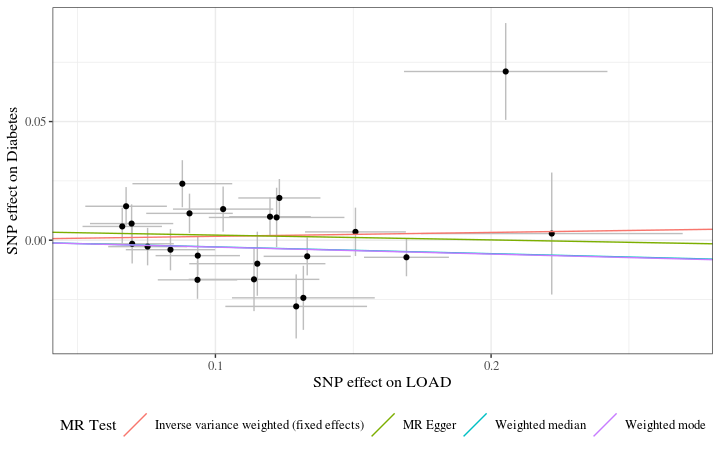 SNP effect on Diabetes
0.05
0.00
0.1
0.2
SNP effect on LOAD
MR Test
Inverse variance weighted (fixed effects)
MR Egger
Weighted median
Weighted mode